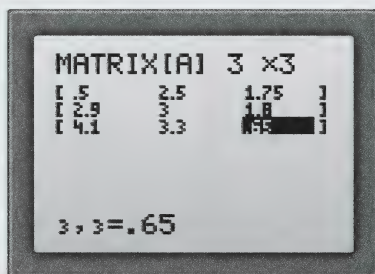 MATRIX[A] 3 ×3
[ .5 2.5 1.75 ]
[ 2.9 3 1.8 ]
[ 4.1 3.3 ]
3,3=.65